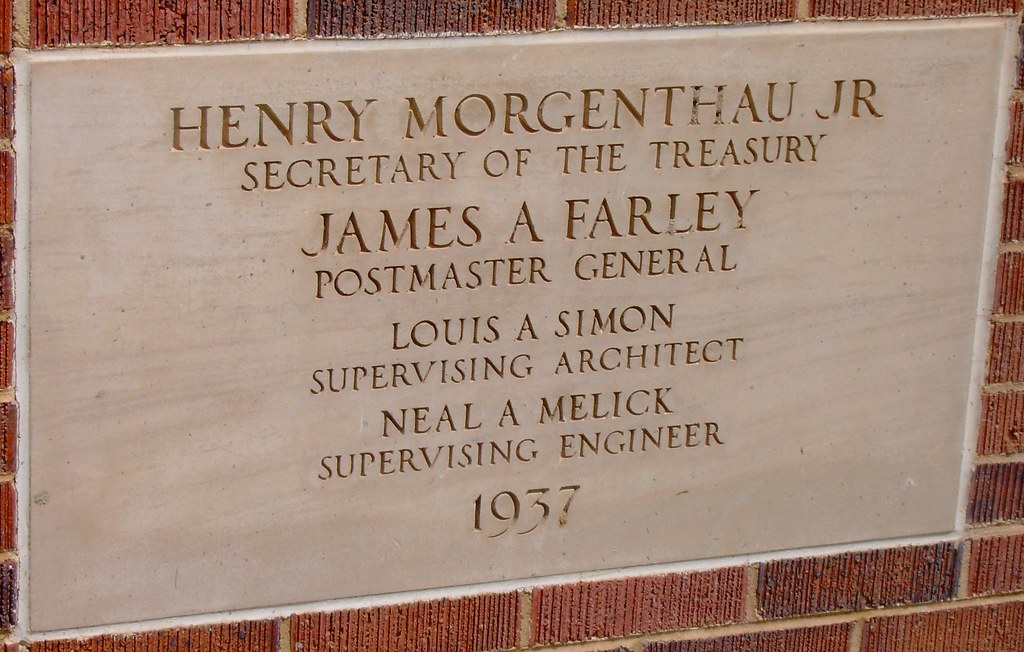 HENRY MORGENTHAU JR
SECRETARY OF THE TREASURY
JAMES A FARLEY
POSTMASTER GENERAL
LOUIS A SIMON
SUPERVISING ARCHITECT
NEAL A MELICK
SUPERVISING ENGINEER
1937